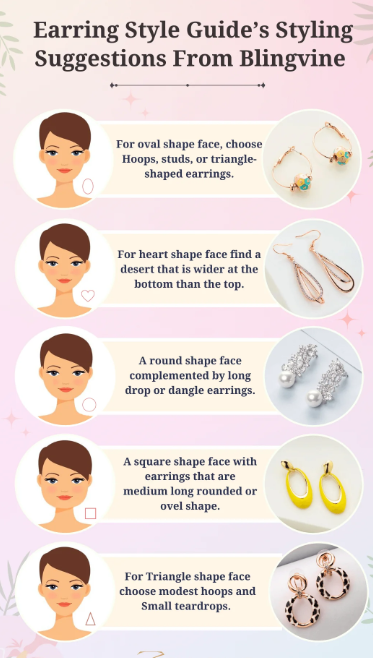 Earring Style Guide's Styling
Suggestions From Blingvine
For oval shape face, choose
Hoops, studs, or triangle-
shaped earrings.
For heart shape face find a
desert that is wider at the
bottom than the top.
A round shape face
complemented by long
drop or dangle earrings.
A square shape face with
earrings that are
medium long rounded or
ovel shape.
For Triangle shape face
choose modest hoops and
Small teardrops.